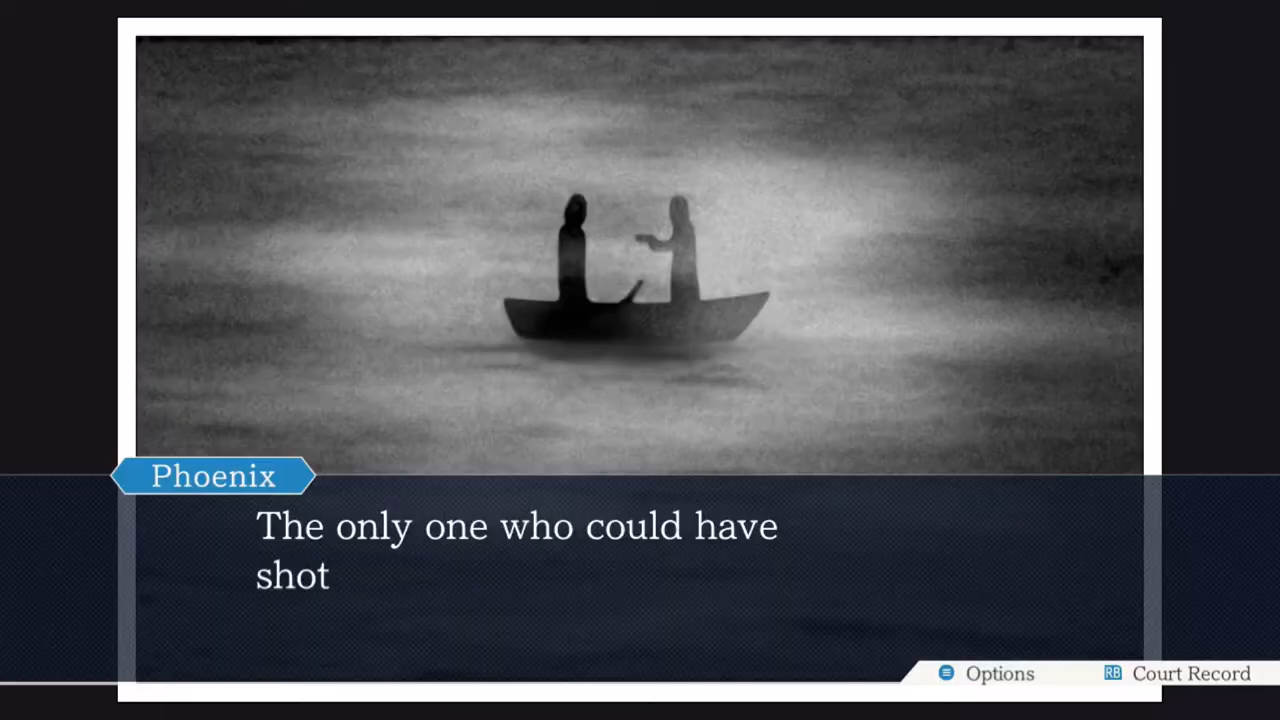 Phoenix
The only one who could have
shot
Options
RB Court Record